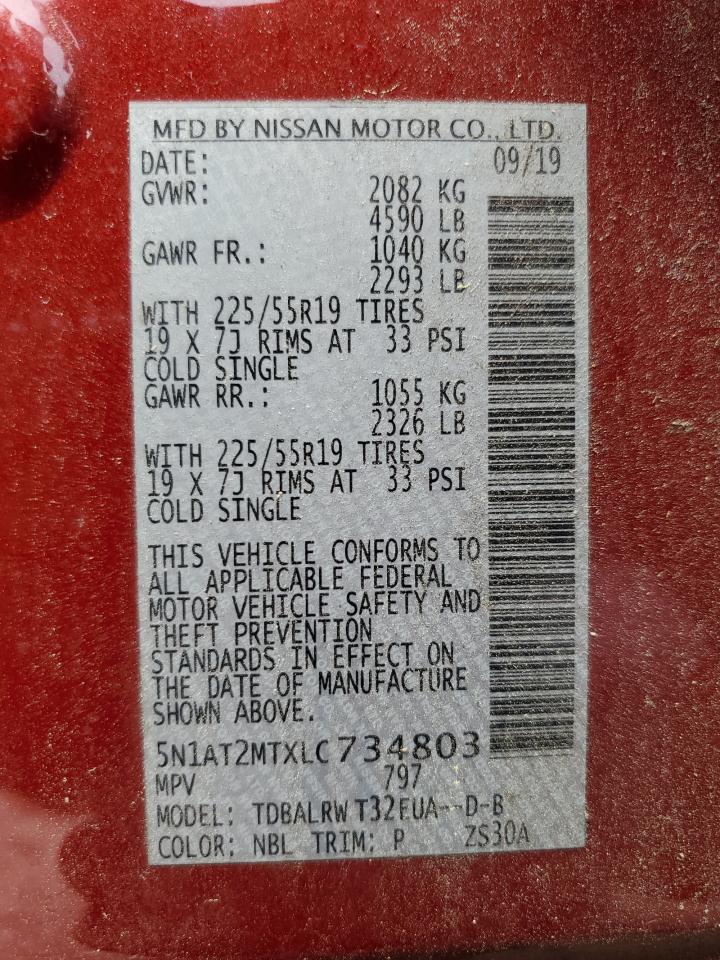 MFD BY NISSAN MOTOR CO., LTD.
DATE: 09/19
GVWR: 2082 KG
4590 LB
GAWR FR.: 1040 KG
2293 LB
WITH 225/55R19 TIRES
19 X 7J RIMS AT 33 PSI
COLD SINGLE
GAWR RR.: 1055 KG
2326 LB
WITH 225/55R19 TIRES
19 X 7J RIMS AT 33 PSI
COLD SINGLE
THIS VEHICLE CONFORMS TO
ALL APPLICABLE FEDERAL
MOTOR VEHICLE SAFETY AND
THEFT PREVENTION
STANDARDS IN EFFECT ON
THE DATE OF MANUFACTURE
SHOWN ABOVE.
5N1AT2MTXLC734803
MPV 797
MODEL: TDBALRW T32EUA--D-B
COLOR: NBL TRIM: P ZS30A